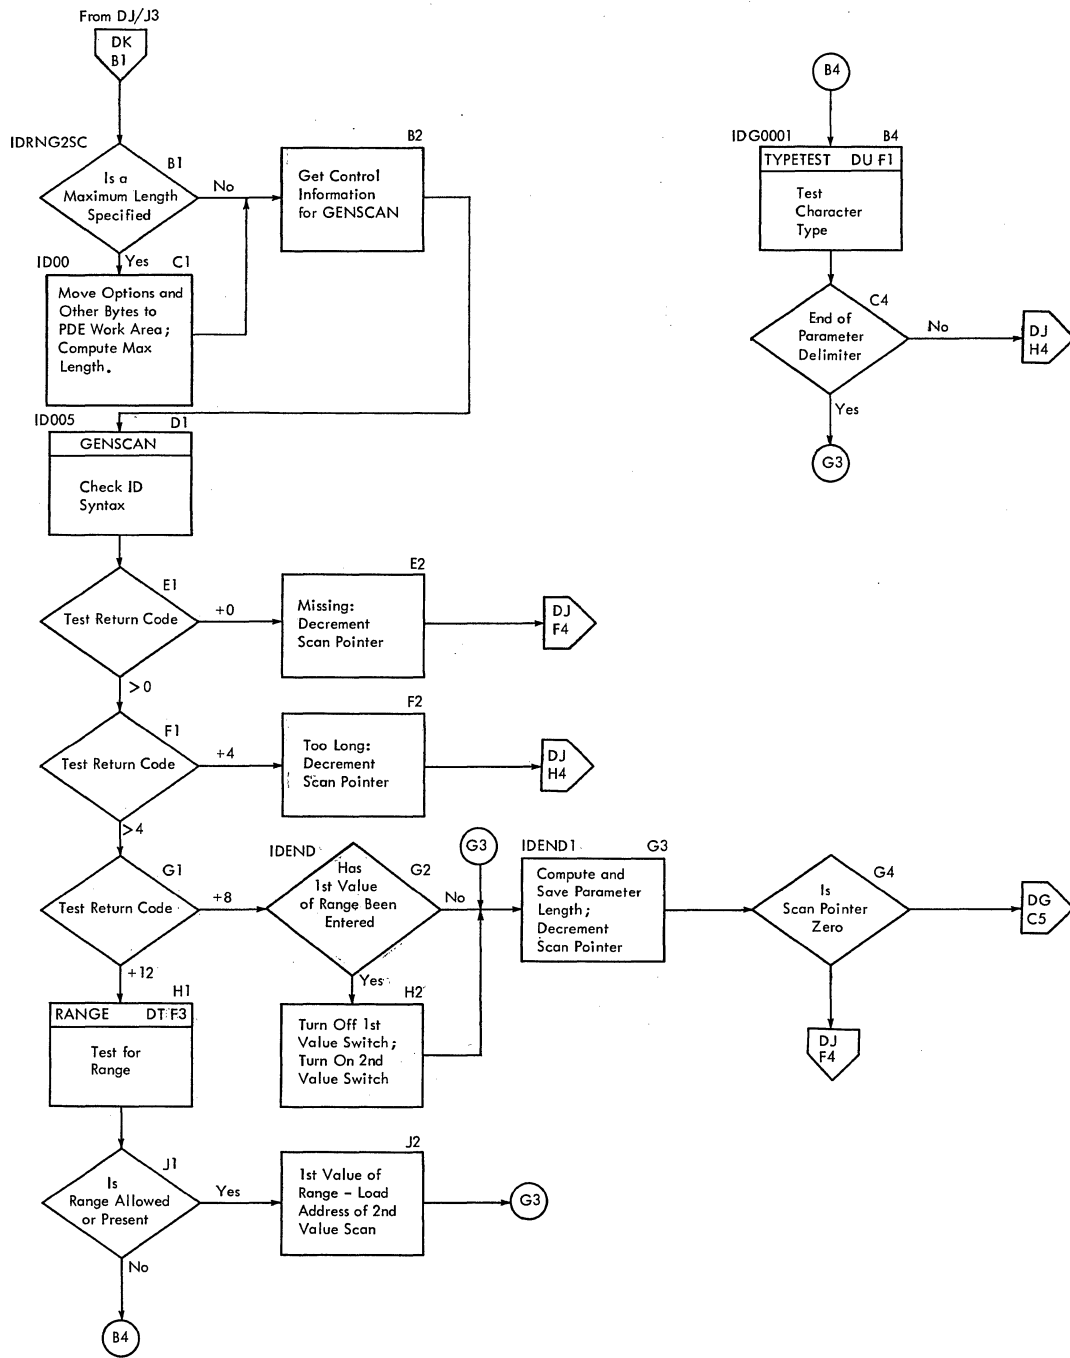 From DJ/J3
DK
B1
IDRNG2SC
B1
Is a
Maximum Length
Specified
No
Yes
B2
Get Control
Information
for GENSCAN
ID00
C1
Move Options and
Other Bytes to
PDE Work Area;
Compute Max
Length.
ID005
D1
GENSCAN
Check ID
Syntax
E1
Test Return Code
+0
>0
E2
Missing:
Decrement
Scan Pointer
DJ
F4
F1
Test Return Code
+4
>4
F2
Too Long:
Decrement
Scan Pointer
DJ
H4
G1
Test Return Code
+8
+12
IDEND
G2
Has
1st Value
of Range Been
Entered
No
Yes
G3
IDEND1
G3
Compute and
Save Parameter
Length;
Decrement
Scan Pointer
G4
Is
Scan Pointer
Zero
DG
C5
DJ
F4
H1
RANGE DT F3
Test for
Range
H2
Turn Off 1st
Value Switch;
Turn On 2nd
Value Switch
J1
Is
Range Allowed
or Present
Yes
No
J2
1st Value of
Range - Load
Address of 2nd
Value Scan
G3
B4
B4
IDG0001
B4
TYPETEST DU F1
Test
Character
Type
C4
End of
Parameter
Delimiter
No
DJ
H4
Yes
G3